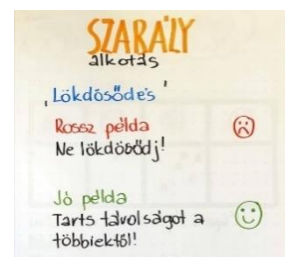 SZABÁLY
alkotás
'Lökdösődés'
Rossz példa
Ne lökdösődj!
Jó példa
Tarts távolságot a
többiektől!